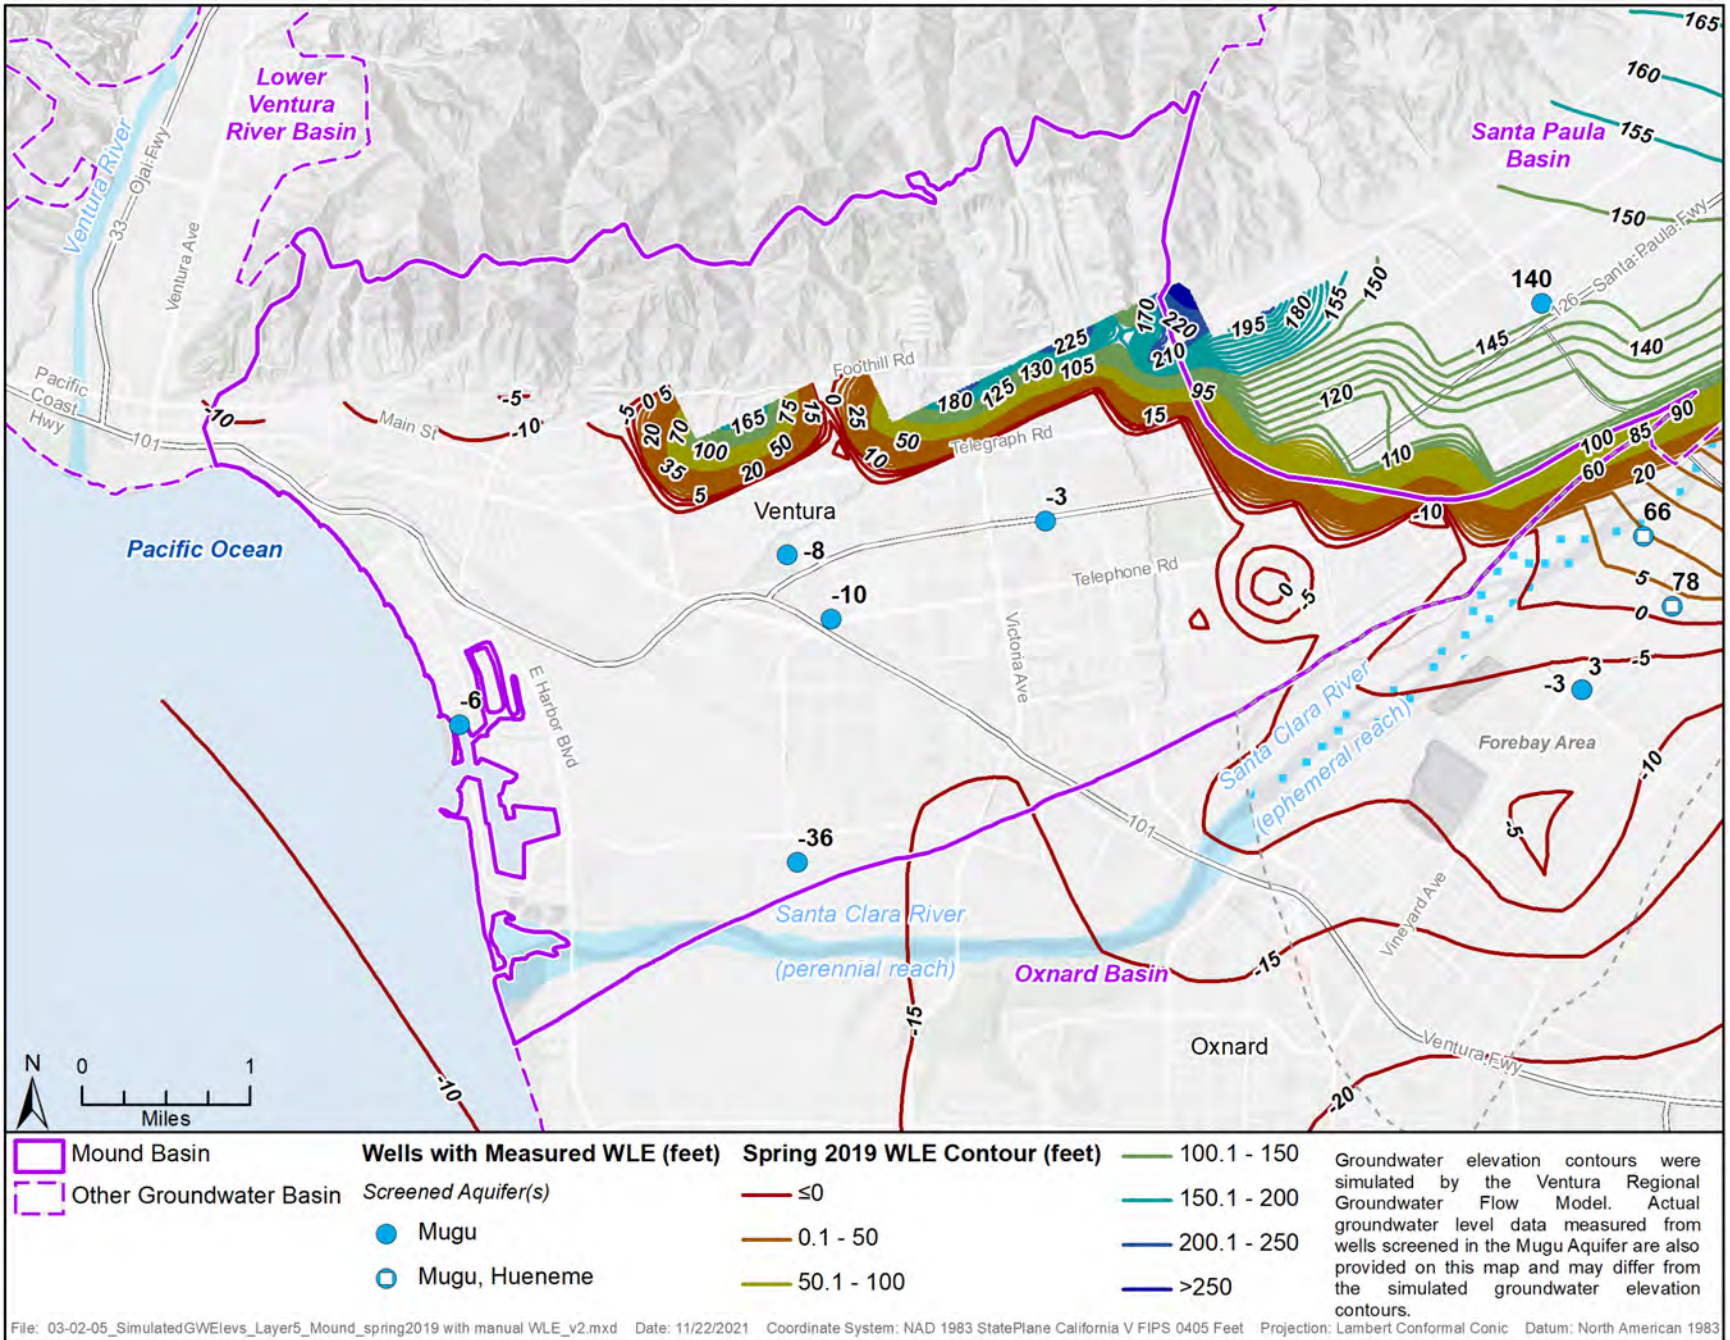 165
160
155
150
Lower
Ventura
River Basin
Santa Paula
Basin
Ventura River
33
Ojai Fwy
Ventura Ave
126
Santa Paula Fwy
140
145
140
150
155
180
195
170
220
210
225
130
105
125
180
95
120
110
100
85
90
60
20
15
Foothill Rd
Pacific
Coast
Hwy
101
Main St
-10
-5
-10
-5
0
5
20
70
35
165
75
15
100
50
20
5
0
25
10
50
Telegraph Rd
-10
66
5
78
0
-5
Ventura
-8
-3
-10
Telephone Rd
0
-5
Victoria Ave
Pacific Ocean
-6
E Harbor Blvd
-36
Santa Clara River
(ephemeral reach)
3
-3
Forebay Area
-10
-5
101
Vineyard Ave
Santa Clara River
(perennial reach)
Oxnard Basin
-15
-15
Oxnard
Ventura Fwy
-20
-10
N
0
1
Miles
Mound Basin
Other Groundwater Basin
Wells with Measured WLE (feet)
Screened Aquifer(s)
Mugu
Mugu, Hueneme
Spring 2019 WLE Contour (feet)
≤0
0.1 - 50
50.1 - 100
100.1 - 150
150.1 - 200
200.1 - 250
>250
Groundwater elevation contours were
simulated by the Ventura Regional
Groundwater Flow Model. Actual
groundwater level data measured from
wells screened in the Mugu Aquifer are also
provided on this map and may differ from
the simulated groundwater elevation
contours.
File: 03-02-05_SimulatedGWElevs_Layer5_Mound_spring2019 with manual WLE_v2.mxd Date: 11/22/2021 Coordinate System: NAD 1983 StatePlane California V FIPS 0405 Feet Projection: Lambert Conformal Conic Datum: North American 1983